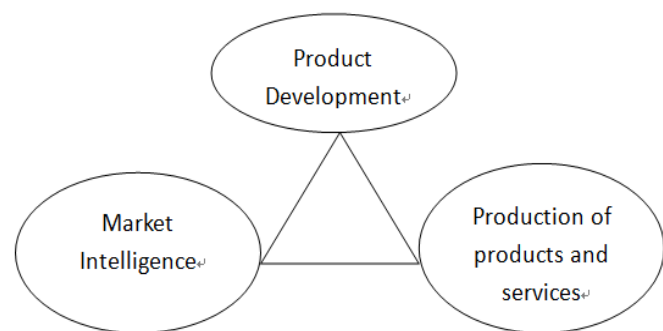 Product
Development
Market
Intelligence
Production of
products and
services